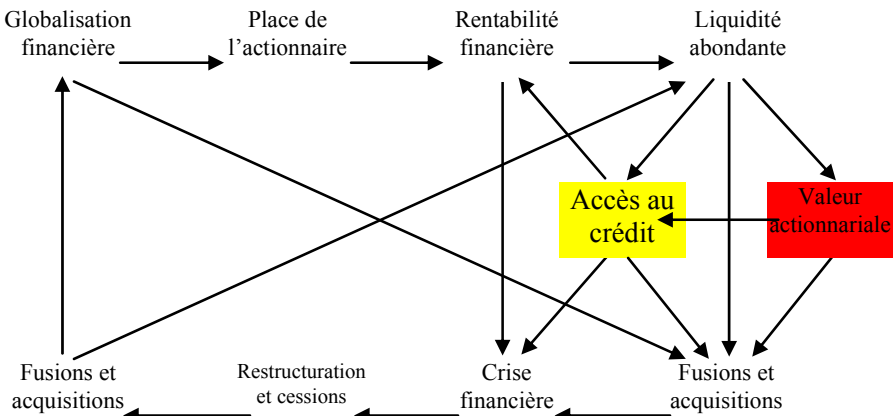 Globalisation
financière
Place de
l'actionnaire
Rentabilité
financière
Liquidité
abondante
Accès au
crédit
Valeur
actionnariale
Fusions et
acquisitions
Restructuration
et cessions
Crise
financière
Fusions et
acquisitions